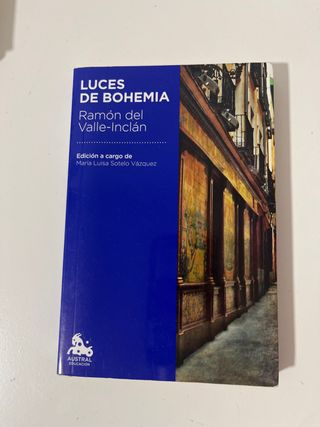 LUCES
DE BOHEMIA
Ramón del
Valle-Inclán
Edición a cargo de
María Luisa Sotelo Vázquez
AUSTRAL
EDUCACIÓN